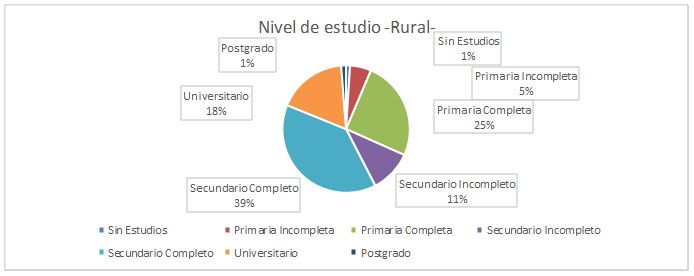 Nivel de estudio -Rural-
Postgrado
1%
Sin Estudios
1%
Primaria Incompleta
5%
Universitario
18%
Primaria Completa
25%
Secundario Completo
39%
Secundario Incompleto
11%
Sin Estudios
Primaria Incompleta
Primaria Completa
Secundario Incompleto
Secundario Completo
Universitario
Postgrado